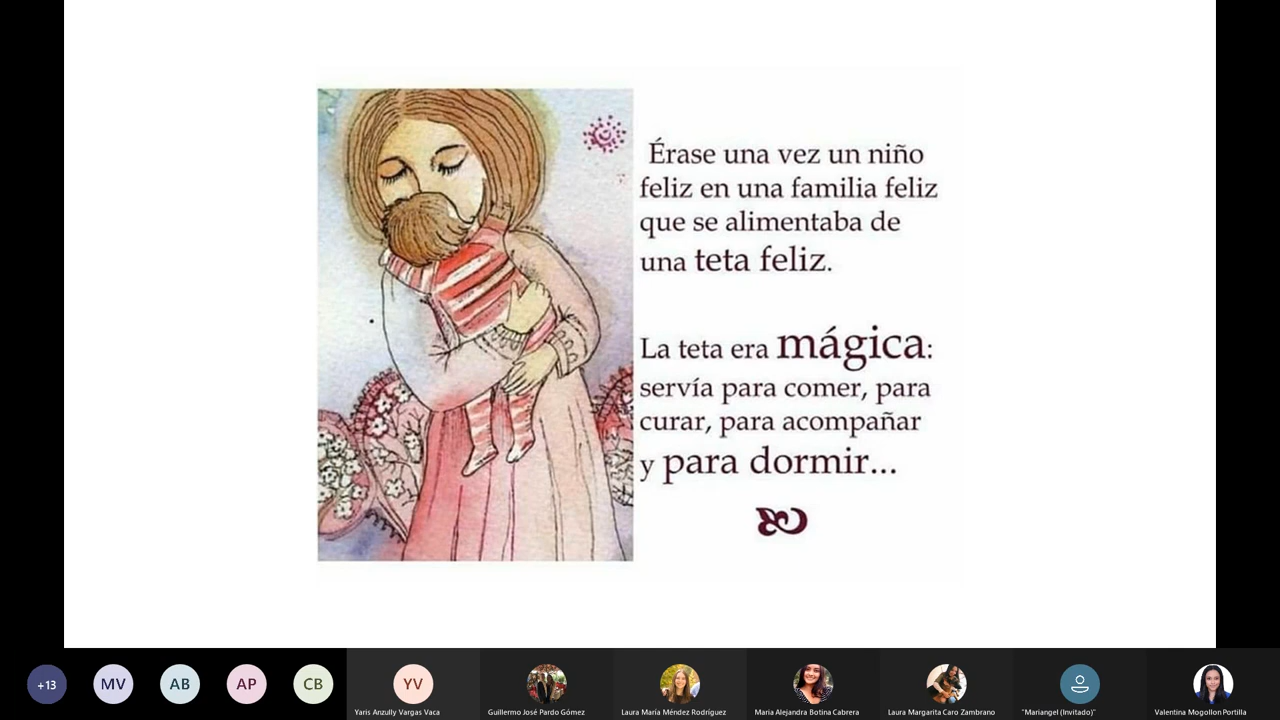 Érase una vez un niño
feliz en una familia feliz
que se alimentaba de
una teta feliz.
La teta era mágica:
servía para comer, para
curar, para acompañar
y para dormir...
+13
MV
AB
AP
CB
YV
Yaris Anzully Vargas Vaca
Guillermo José Pardo Gómez
Laura María Méndez Rodríguez
María Alejandra Botina Cabrera
Laura Margarita Caro Zambrano
"Mariangel (Invitado)"
Valentina Mogollon Portilla